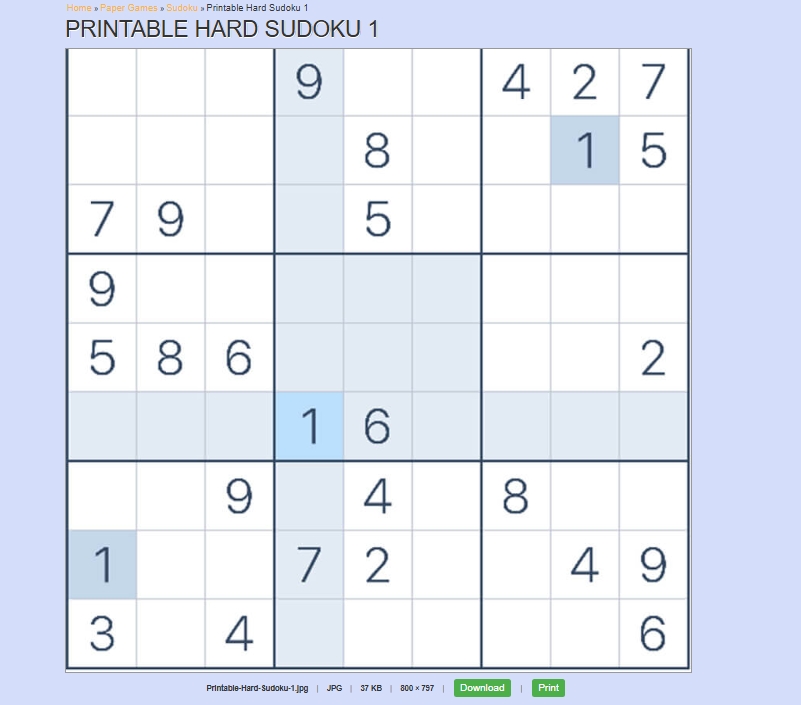 Home » Paper Games » Sudoku » Printable Hard Sudoku 1
PRINTABLE HARD SUDOKU 1
9 4 2 7
8 1 5
7 9 5
9
5 8 6 2
1 6
9 4 8
1 7 2 4 9
3 4 6
Printable-Hard-Sudoku-1.jpg | JPG | 37 KB | 800 × 797 | Download | Print